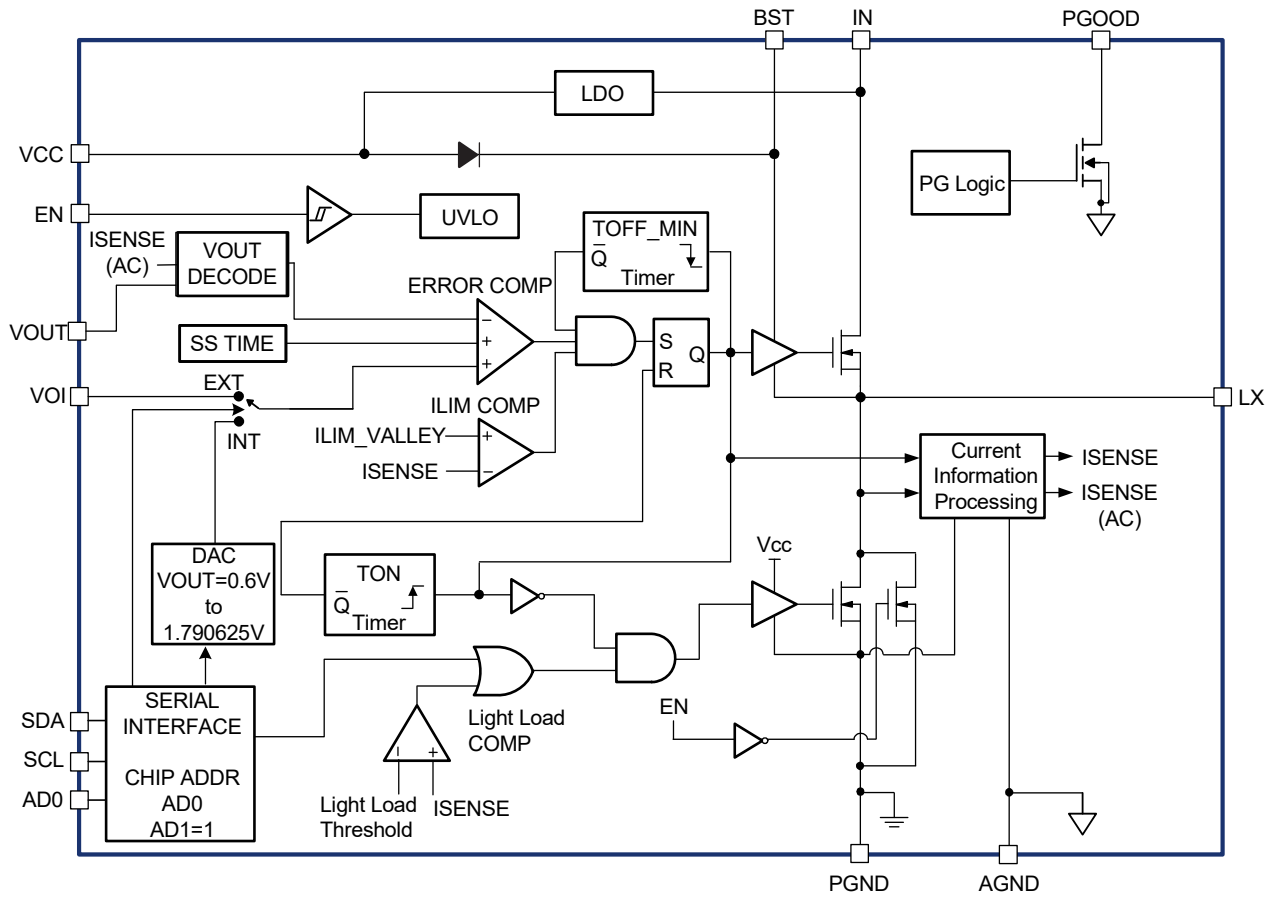 BST
IN
PGOOD
LDO
VCC
PG Logic
EN
UVLO
ISENSE
(AC)
VOUT
DECODE
TOFF_MIN
Q̅
Timer
ERROR COMP
VOUT
SS TIME
−
+
+
S
R
Q
VOI
EXT
INT
LX
ILIM COMP
ILIM_VALLEY
+
ISENSE
−
Current
Information
Processing
ISENSE
ISENSE
(AC)
DAC
VOUT=0.6V
to
1.790625V
TON
Q̅
Timer
Vcc
SERIAL
INTERFACE
CHIP ADDR
AD0
AD1=1
SDA
SCL
AD0
Light Load
COMP
EN
−
+
Light Load
Threshold
ISENSE
PGND
AGND